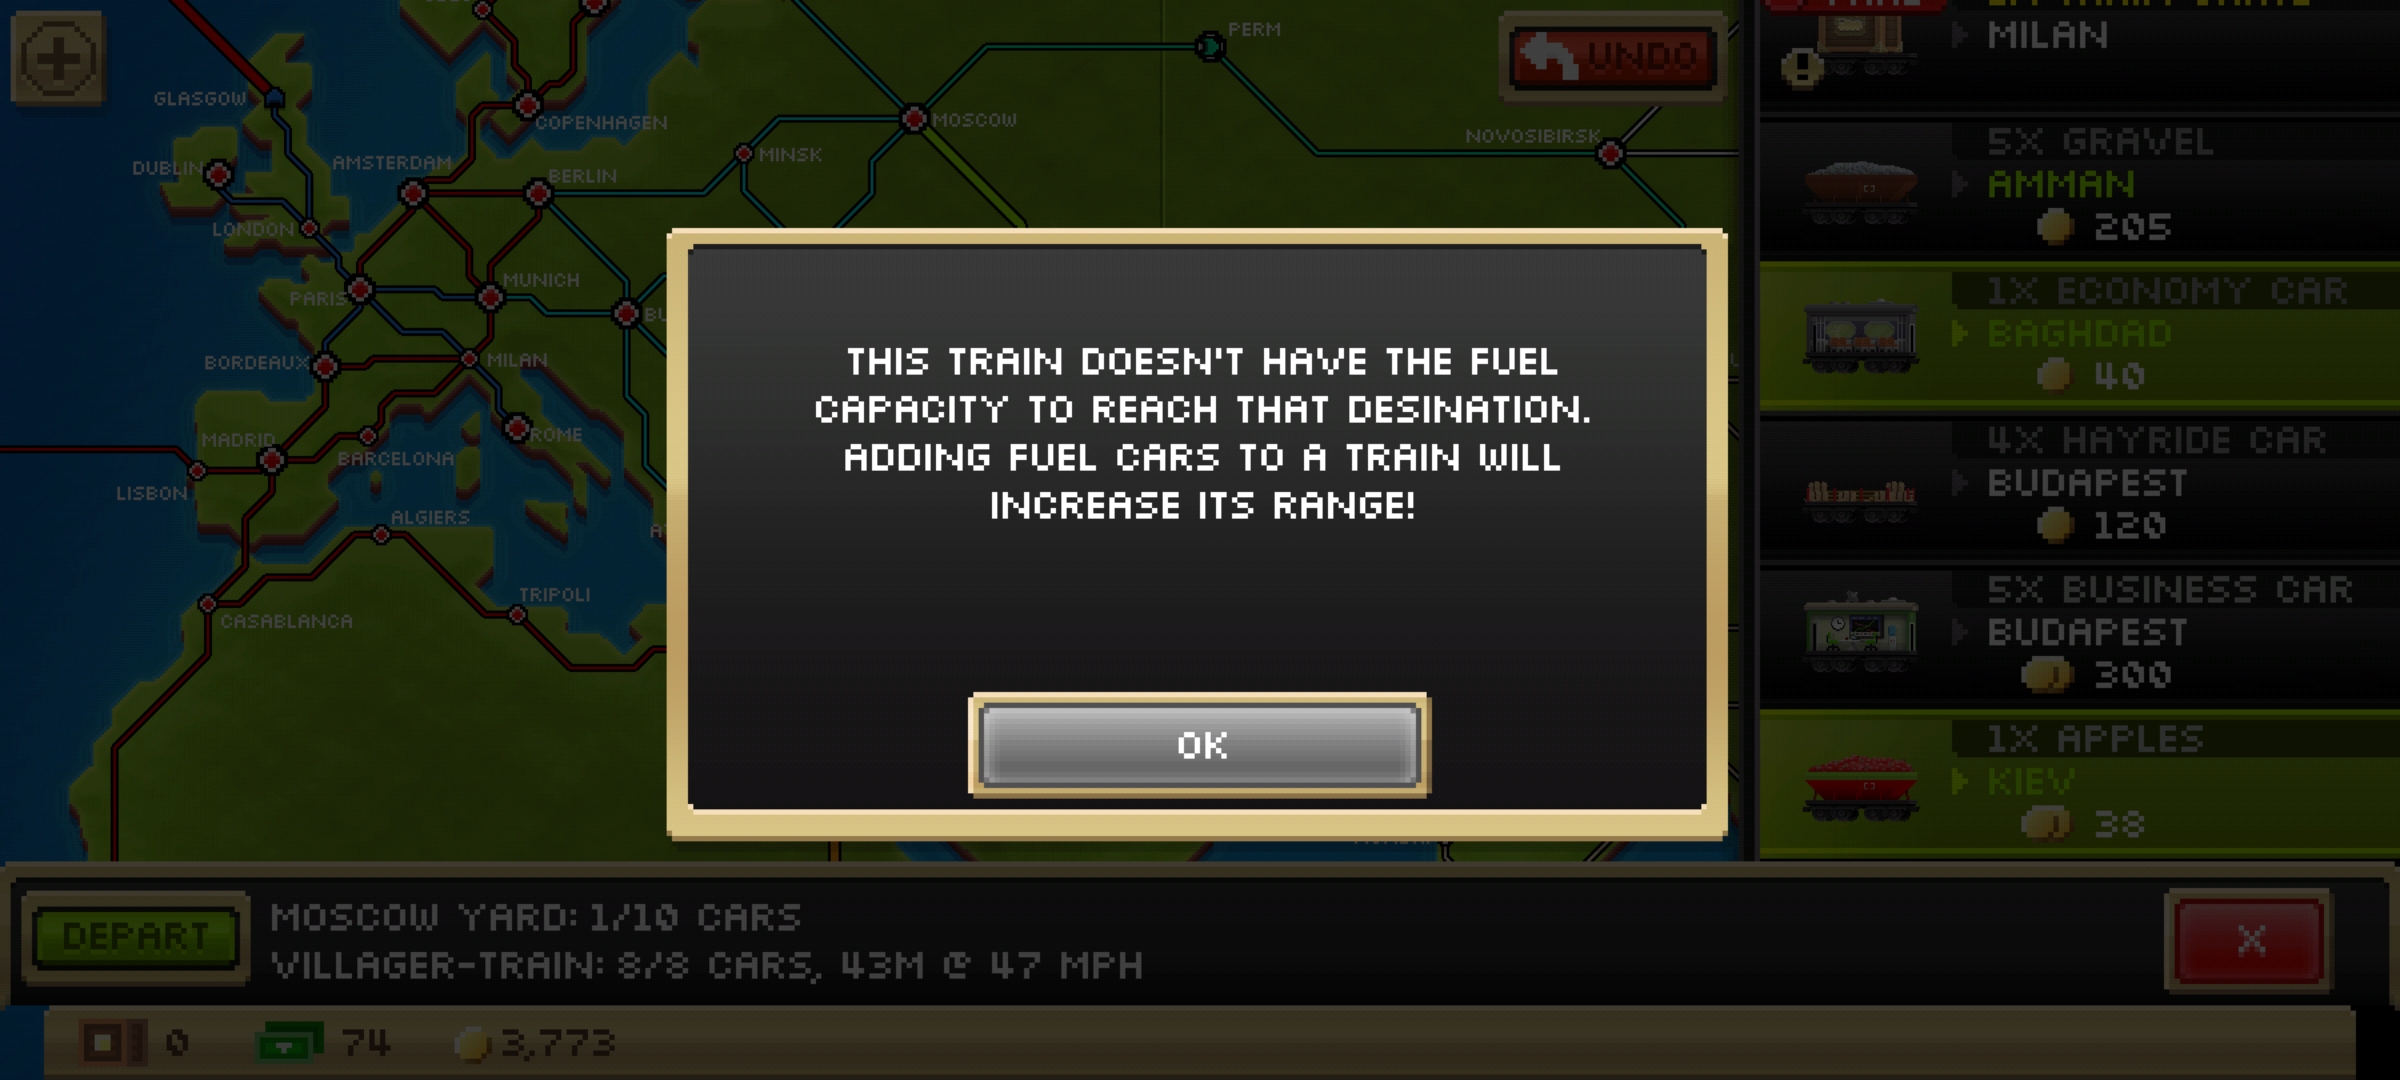 PERM
UNDO
MILAN
GLASGOW
COPENHAGEN
MOSCOW
NOVOSIBIRSK
5X GRAVEL
AMMAN
205
DUBLIN
AMSTERDAM
BERLIN
MINSK
LONDON
PARIS
MUNICH
1X ECONOMY CAR
BAGHDAD
40
BORDEAUX
MILAN
THIS TRAIN DOESN'T HAVE THE FUEL
CAPACITY TO REACH THAT DESINATION.
ADDING FUEL CARS TO A TRAIN WILL
INCREASE ITS RANGE!
OK
MADRID
BARCELONA
ROME
LISBON
ALGIERS
4X HAYRIDE CAR
BUDAPEST
120
TRIPOLI
CASABLANCA
5X BUSINESS CAR
BUDAPEST
300
1X APPLES
KIEV
38
DEPART
MOSCOW YARD: 1/10 CARS
VILLAGER-TRAIN: 8/8 CARS, 43M @ 47 MPH
X
0
74
3,773